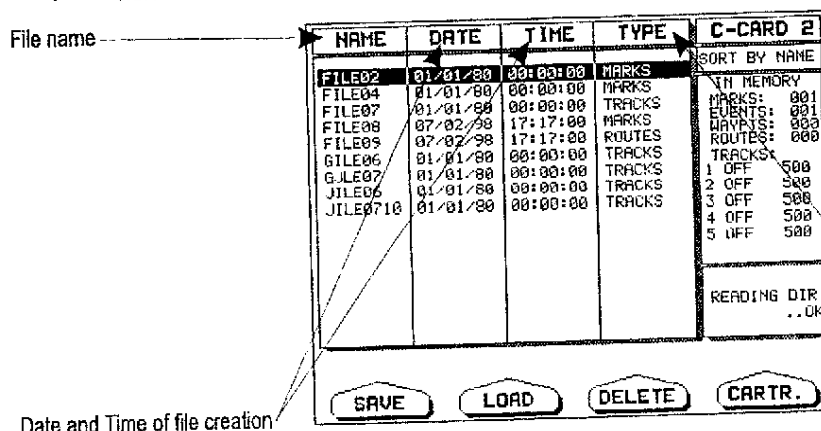 File name
NAME DATE TIME TYPE C-CARD 2
SORT BY NAME
FILE02 01/01/80 00:00:00 MARKS
FILE04 01/01/80 00:00:00 MARKS
FILE07 01/01/80 00:00:00 TRACKS
FILE08 07/02/98 17:17:00 MARKS
FILE09 07/02/98 17:17:00 ROUTES
GILE06 01/01/80 00:00:00 TRACKS
GJLE07 01/01/80 00:00:00 TRACKS
JILE06 01/01/80 00:00:00 TRACKS
JILE0710 01/01/80 00:00:00 TRACKS
IN MEMORY
MARKS: 001
EVENTS: 001
WAYPTS: 000
ROUTES: 000
TRACKS:
1 OFF 500
2 OFF 500
3 OFF 500
4 OFF 500
5 OFF 500
READING DIR
..OK
SAVE LOAD DELETE CARTR.
Date and Time of file creation